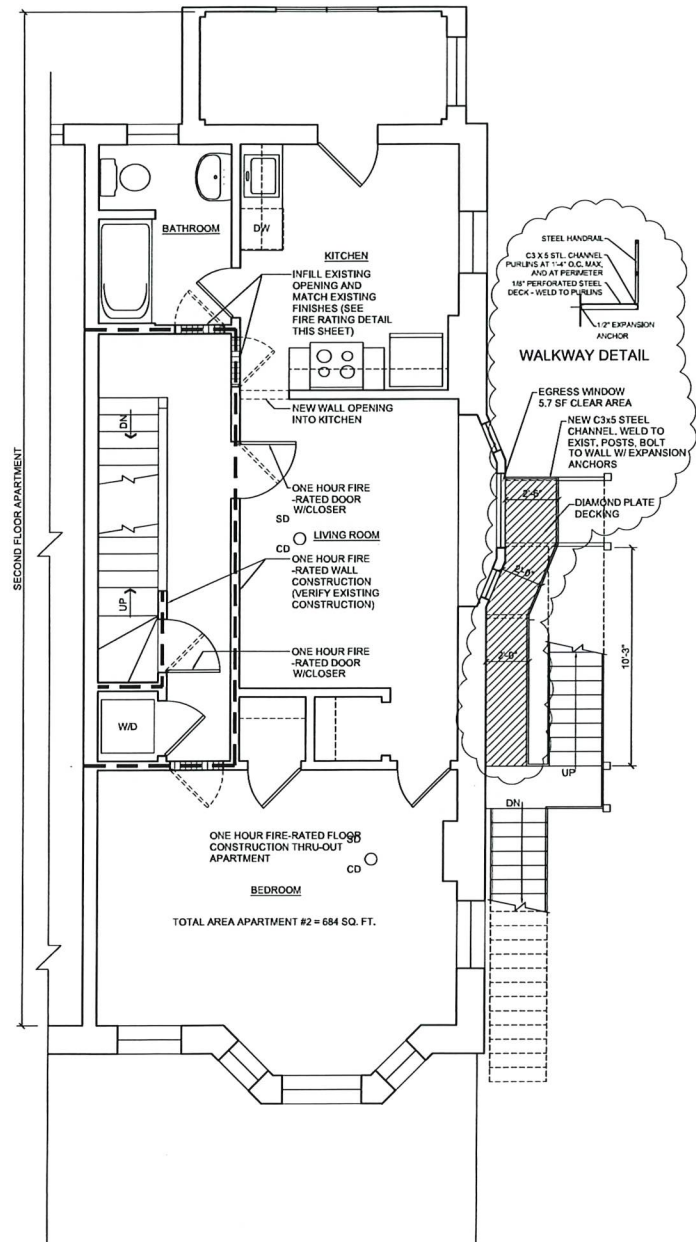 SECOND FLOOR APARTMENT
BATHROOM
DW
KITCHEN
INFILL EXISTING
OPENING AND
MATCH EXISTING
FINISHES (SEE
FIRE RATING DETAIL
THIS SHEET)
NEW WALL OPENING
INTO KITCHEN
DN
UP
ONE HOUR FIRE
-RATED DOOR
W/CLOSER
SD
LIVING ROOM
CD
ONE HOUR FIRE
-RATED WALL
CONSTRUCTION
(VERIFY EXISTING
CONSTRUCTION)
ONE HOUR FIRE
-RATED DOOR
W/CLOSER
W/D
ONE HOUR FIRE-RATED FLOOR
CONSTRUCTION THRU-OUT
APARTMENT
SD
CD
BEDROOM
TOTAL AREA APARTMENT #2 = 684 SQ. FT.
STEEL HANDRAIL
C3 X 5 STL. CHANNEL
PURLINS AT 1'-4" O.C. MAX,
AND AT PERIMETER
1/8" PERFORATED STEEL
DECK - WELD TO PURLINS
1/2" EXPANSION
ANCHOR
WALKWAY DETAIL
EGRESS WINDOW
5.7 SF CLEAR AREA
NEW C3x5 STEEL
CHANNEL, WELD TO
EXIST, POSTS, BOLT
TO WALL W/ EXPANSION
ANCHORS
2'-6"
DIAMOND PLATE
DECKING
2'-0"
2'-0"
10'-3"
UP
DN